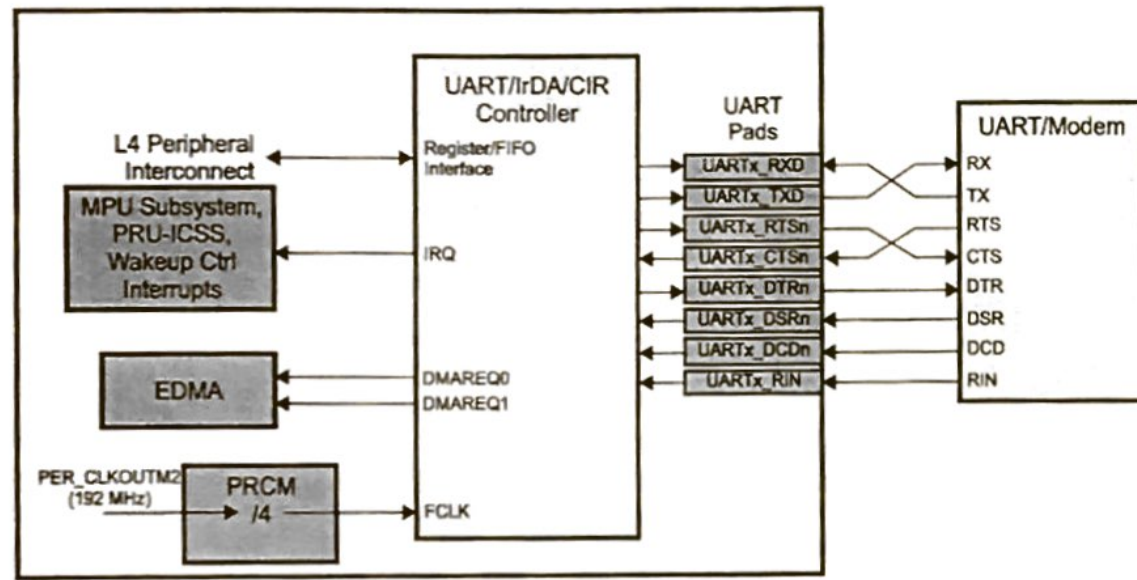 UART/IrDA/CIR
Controller
L4 Peripheral
Interconnect
Register/FIFO
Interface
MPU Subsystem,
PRU-ICSS,
Wakeup Ctrl
Interrupts
IRQ
EDMA
DMAREQ0
DMAREQ1
PER_CLKOUTM2
(192 MHz)
PRCM
/4
FCLK
UART
Pads
UARTx_RXD
UARTx_TXD
UARTx_RTSn
UARTx_CTSn
UARTx_DTRn
UARTx_DSRn
UARTx_DCDn
UARTx_RIN
UART/Modem
RX
TX
RTS
CTS
DTR
DSR
DCD
RIN